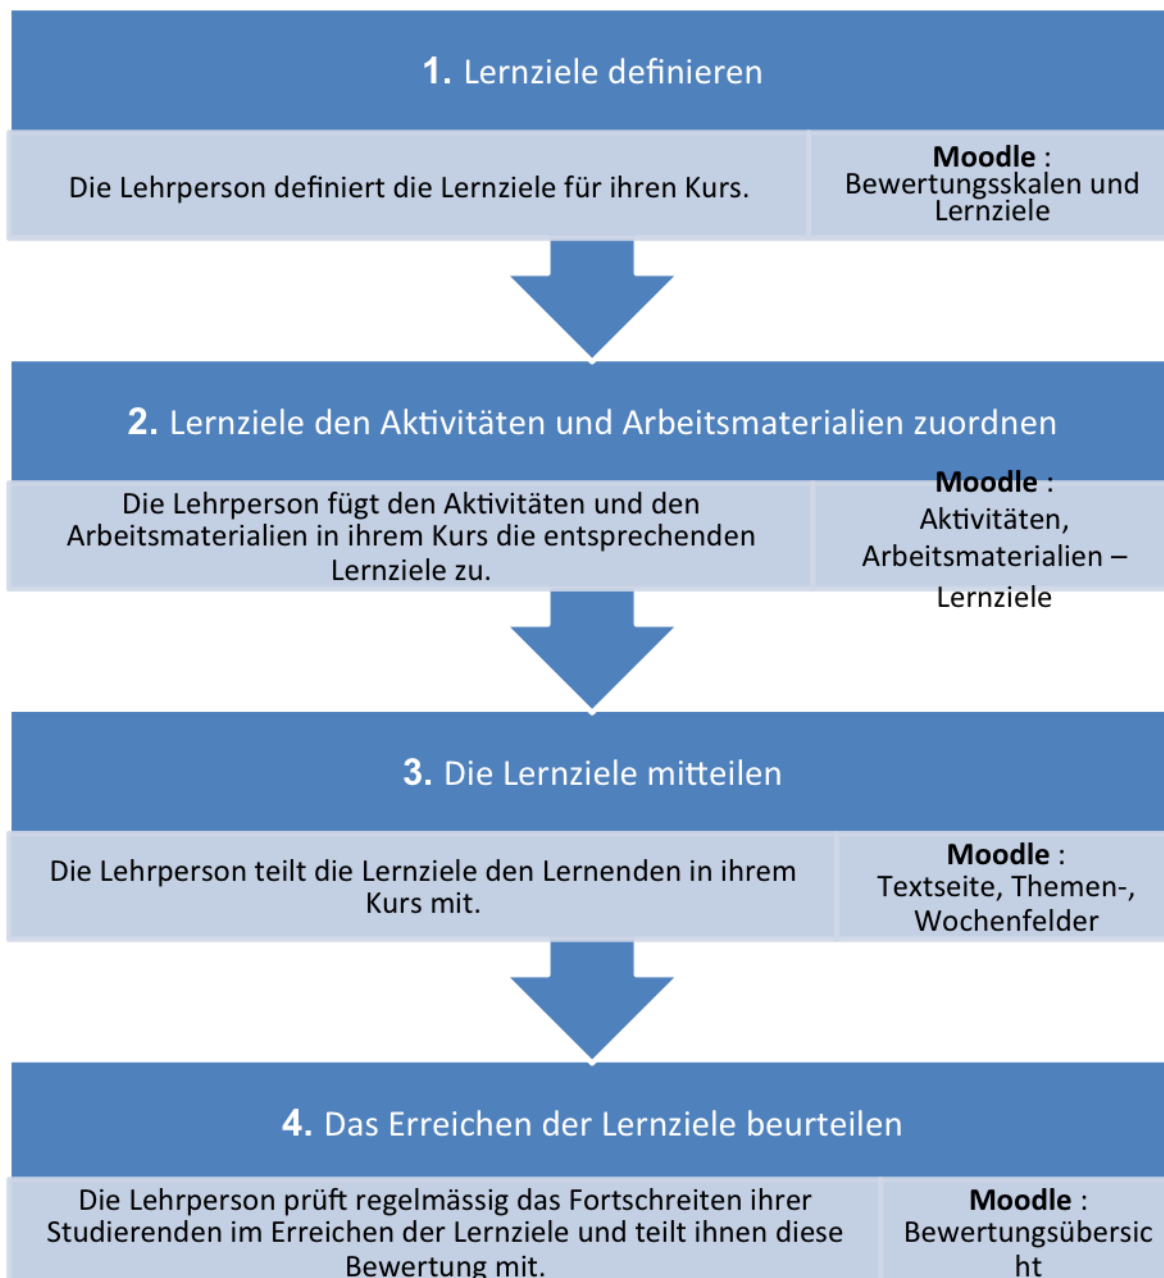 1. Lernziele definieren
Die Lehrperson definiert die Lernziele für ihren Kurs.
Moodle :
Bewertungsskalen und
Lernziele
2. Lernziele den Aktivitäten und Arbeitsmaterialien zuordnen
Die Lehrperson fügt den Aktivitäten und den
Arbeitsmaterialien in ihrem Kurs die entsprechenden
Lernziele zu.
Moodle :
Aktivitäten,
Arbeitsmaterialien –
Lernziele
3. Die Lernziele mitteilen
Die Lehrperson teilt die Lernziele den Lernenden in ihrem
Kurs mit.
Moodle :
Textseite, Themen-,
Wochenfelder
4. Das Erreichen der Lernziele beurteilen
Die Lehrperson prüft regelmässig das Fortschreiten ihrer
Studierenden im Erreichen der Lernziele und teilt ihnen diese
Bewertung mit.
Moodle :
Bewertungsübersic
ht